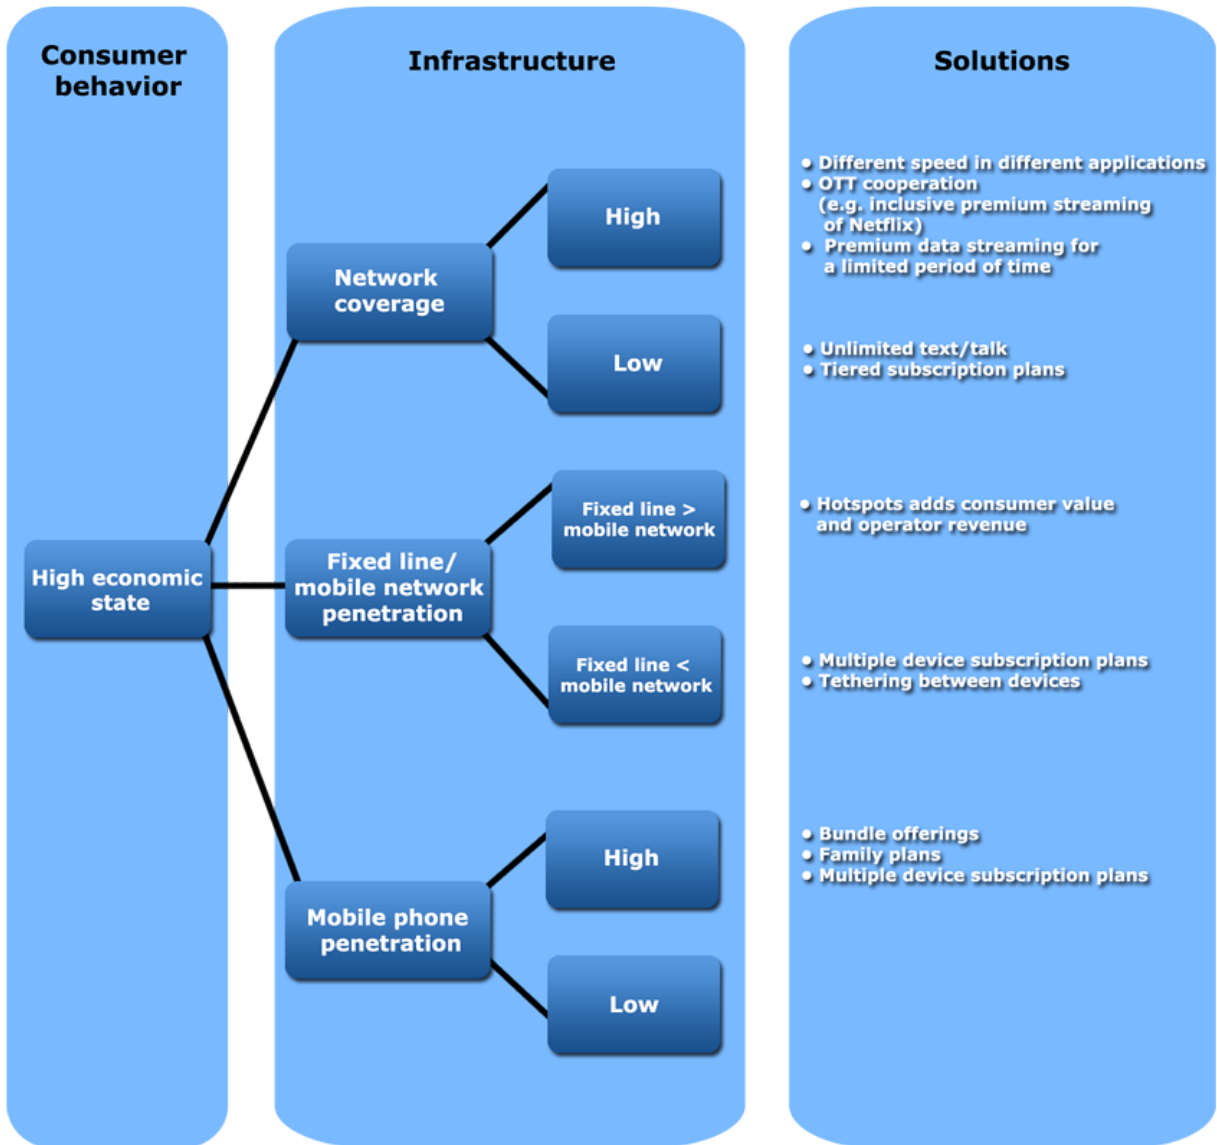 Consumer
behavior
Infrastructure
Solutions
High economic
state
Network
coverage
High
Low
Fixed line/
mobile network
penetration
Fixed line >
mobile network
Fixed line <
mobile network
Mobile phone
penetration
High
Low
• Different speed in different applications
• OTT cooperation
(e.g. inclusive premium streaming
of Netflix)
• Premium data streaming for
a limited period of time
• Unlimited text/talk
• Tiered subscription plans
• Hotspots adds consumer value
and operator revenue
• Multiple device subscription plans
• Tethering between devices
• Bundle offerings
• Family plans
• Multiple device subscription plans